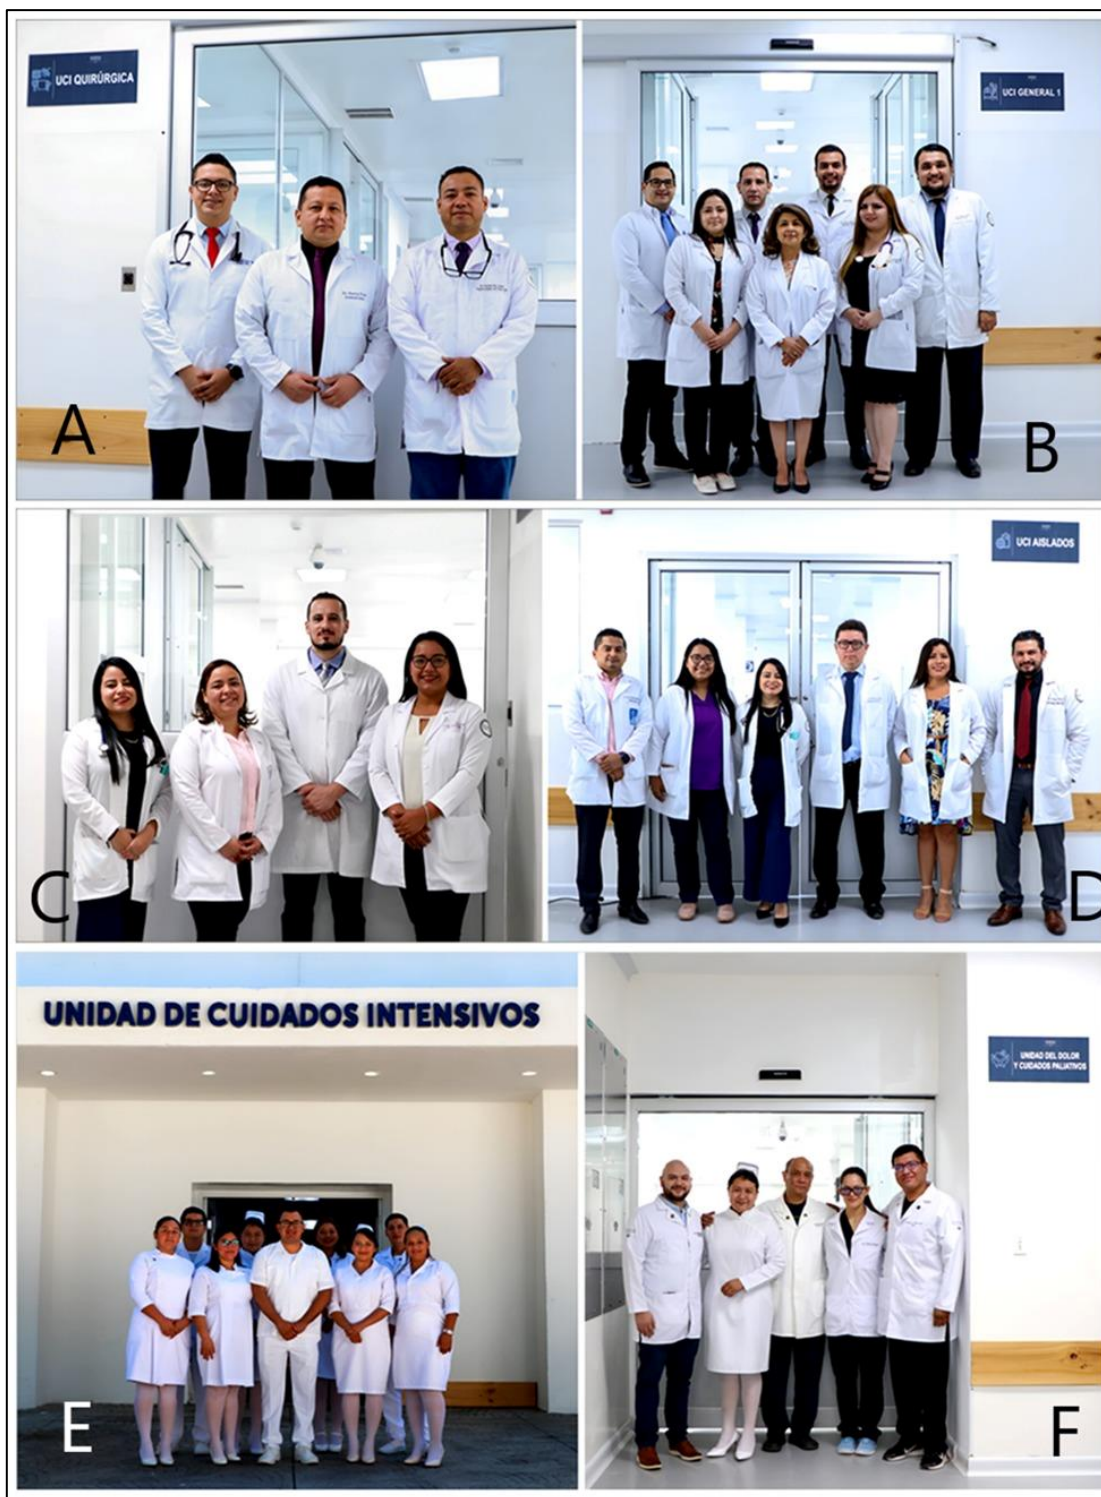 UCI QUIRÚRGICA
UCI GENERAL 1
A
B
UCI AISLADOS
C
D
UNIDAD DE CUIDADOS INTENSIVOS
UNIDAD DEL DOLOR
Y CUIDADOS PALIATIVOS
E
F